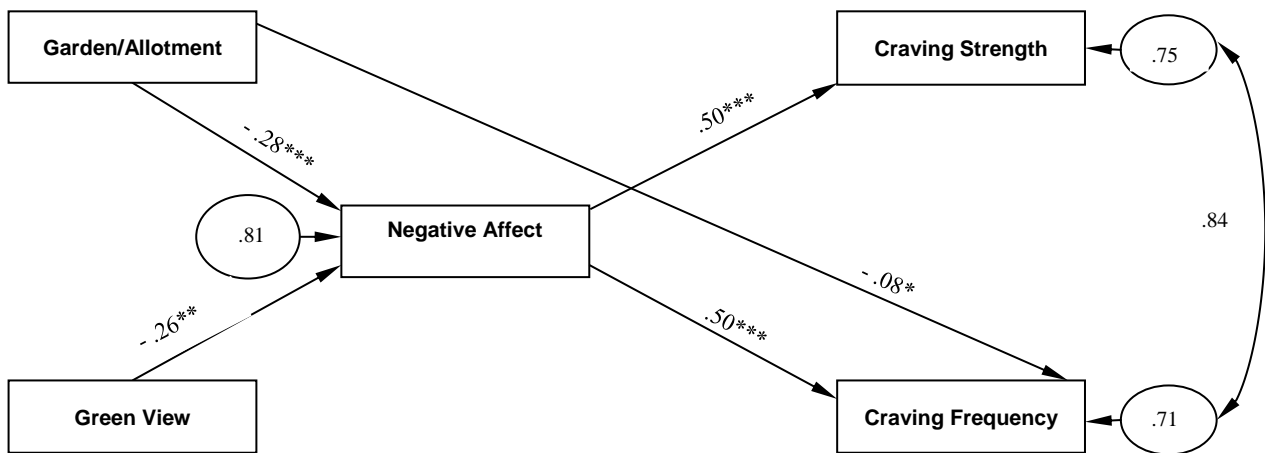 Garden/Allotment
Craving Strength
.75
- .28***
.50***
.81
Negative Affect
.84
- .26**
.50***
- .08*
Green View
Craving Frequency
.71